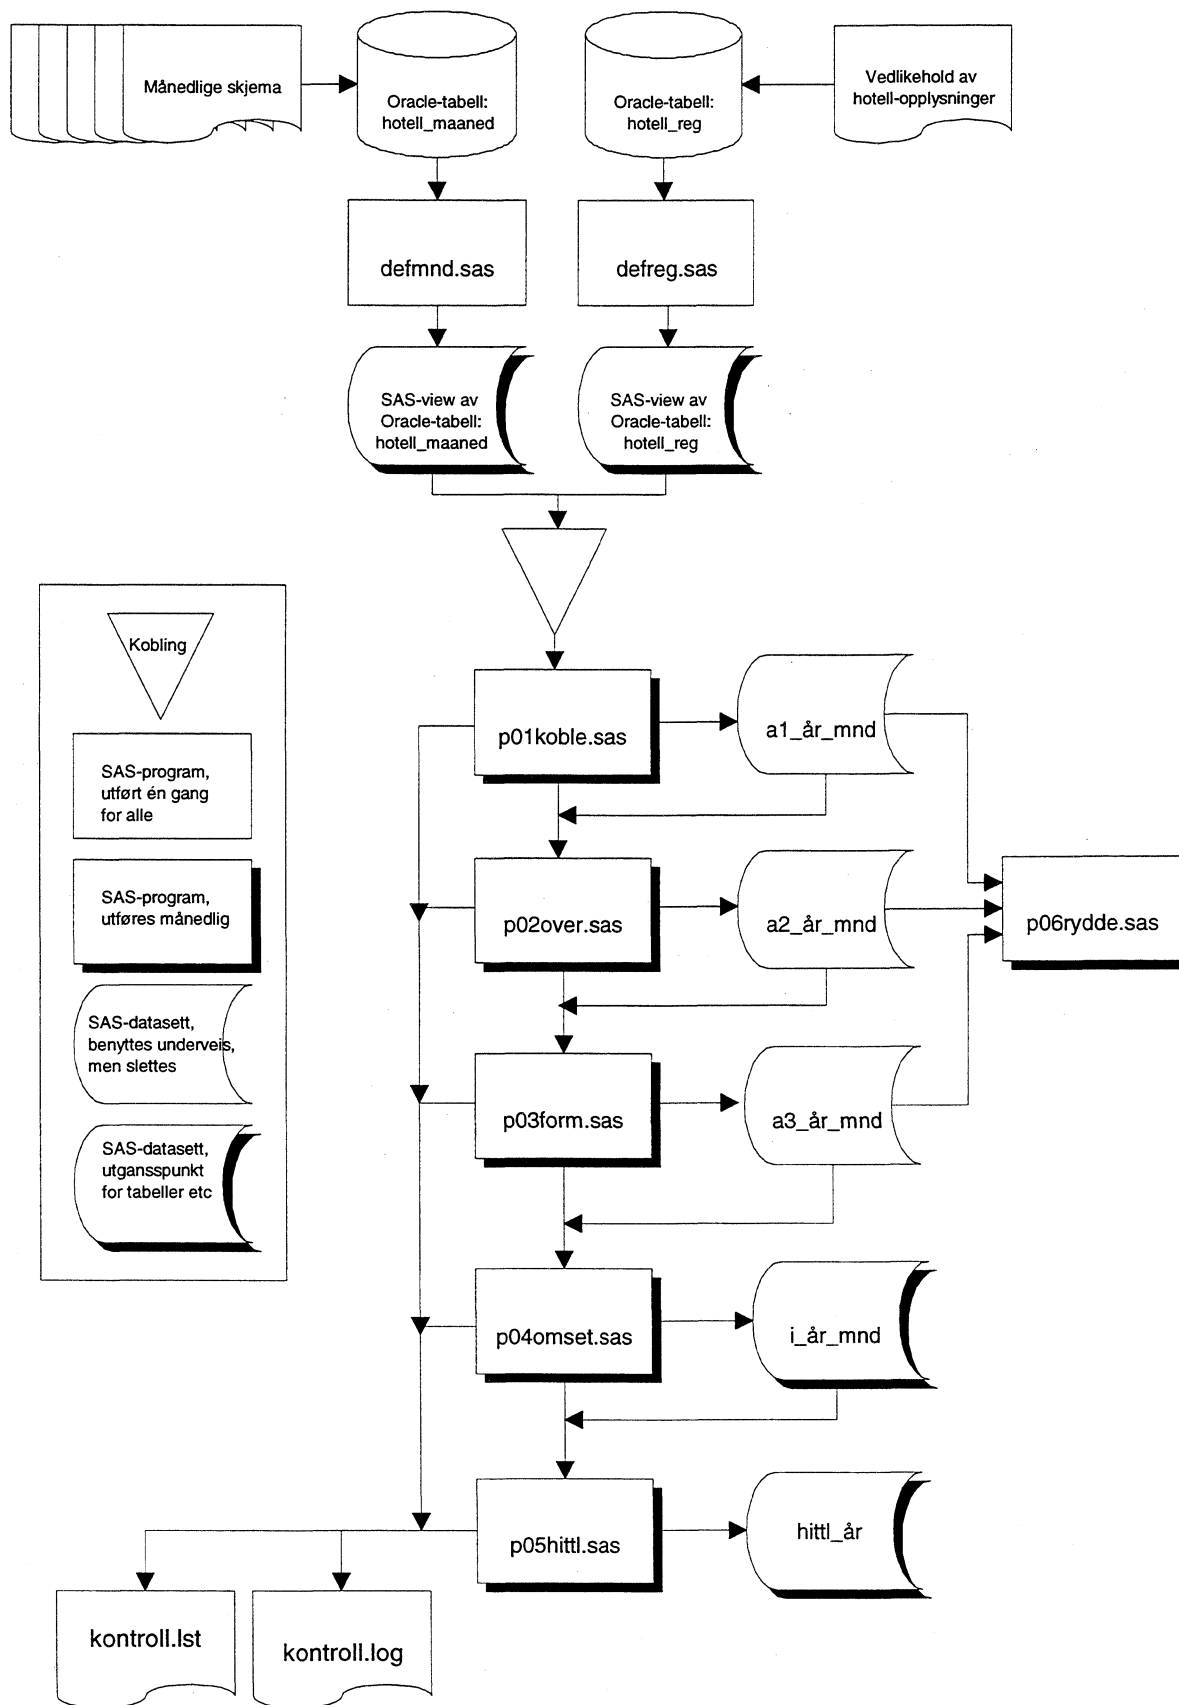 Månedlige skjema
Oracle-tabell:
hotell_maaned
Oracle-tabell:
hotell_reg
Vedlikehold av
hotell-opplysninger
defmnd.sas
defreg.sas
SAS-view av
Oracle-tabell:
hotell_maaned
SAS-view av
Oracle-tabell:
hotell_reg
Kobling
SAS-program,
utført én gang
for alle
SAS-program,
utføres månedlig
SAS-datasett,
benyttes underveis,
men slettes
SAS-datasett,
utgansspunkt
for tabeller etc
p01koble.sas
a1_år_mnd
p02over.sas
a2_år_mnd
p06rydde.sas
p03form.sas
a3_år_mnd
p04omset.sas
i_år_mnd
p05hittl.sas
hittl_år
kontroll.lst
kontroll.log